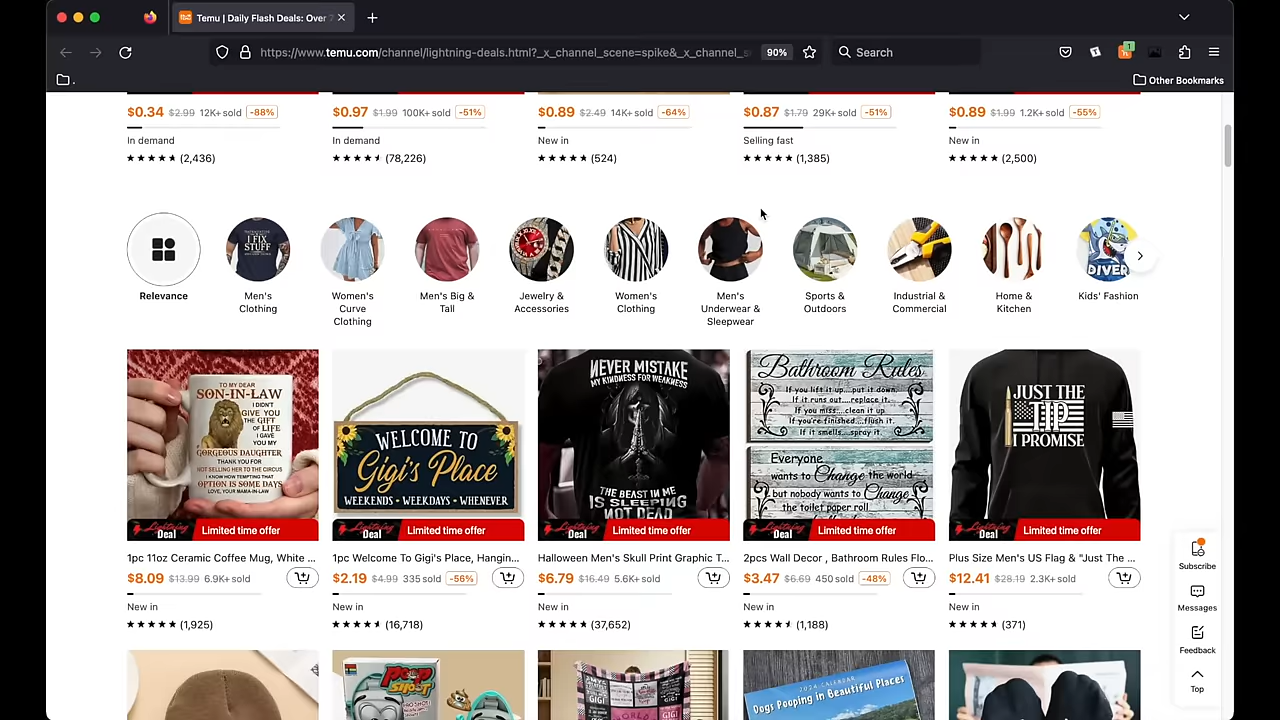 Temu | Daily Flash Deals: Over 7
https://www.temu.com/channel/lightning-deals.html?_x_channel_scene=spike&_x_channel_s
90%
Search
1
.
Other Bookmarks
$0.34 $2.99 12K+ sold -88%
$0.97 $1.99 100K+ sold -51%
$0.89 $2.49 14K+ sold -64%
$0.87 $1.79 29K+ sold -51%
$0.89 $1.99 1.2K+ sold -55%
In demand
In demand
New in
Selling fast
New in
(2,436)
(78,226)
(524)
(1,385)
(2,500)
I FIX
STUFF
DIVER
Relevance
Men's
Clothing
Women's
Curve
Clothing
Men's Big &
Tall
Jewelry &
Accessories
Women's
Clothing
Men's
Underwear &
Sleepwear
Sports &
Outdoors
Industrial &
Commercial
Home &
Kitchen
Kids' Fashion
TO MY DEAR
SON-IN-LAW
I DIDN'T
GIVE YOU
THE GIFT
OF LIFE
I GAVE
YOU MY
GORGEOUS DAUGHTER
THANK YOU FOR
NOT SELLING HER TO THE CIRCUS
I KNOW HOW TEMPTING THAT
OPTION IS SOME DAYS
LOVE, YOUR MAMA-IN-LAW
WELCOME TO
Gigi's Place
WEEKENDS • WEEKDAYS • WHENEVER
NEVER MISTAKE
MY KINDNESS FOR WEAKNESS
THE BEAST IN ME
IS SLEEPING
NOT DEAD
Bathroom Rules
If you lift it up...put it down.
If it runs out...replace it.
If you miss...clean it up
If you're finished...flush it.
If it smells...spray it.
Everyone
wants to Change the world
but nobody wants to Change
the toilet paper roll
JUST THE
TIP
I PROMISE
Lightning Deal Limited time offer
Lightning Deal Limited time offer
Lightning Deal Limited time offer
Lightning Deal Limited time offer
Lightning Deal Limited time offer
1pc 11oz Ceramic Coffee Mug, White ...
1pc Welcome To Gigi's Place, Hangin...
Halloween Men's Skull Print Graphic T...
2pcs Wall Decor , Bathroom Rules Flo...
Plus Size Men's US Flag & "Just The ...
$8.09 $13.99 6.9K+ sold
$2.19 $4.99 335 sold -56%
$6.79 $16.49 5.6K+ sold
$3.47 $6.69 450 sold -48%
$12.41 $28.19 2.3K+ sold
New in
New in
New in
New in
New in
(1,925)
(16,718)
(37,652)
(1,188)
(371)
Subscribe
Messages
Feedback
Top
GIGI
2024 CALENDAR
Dogs Pooping in Beautiful Places